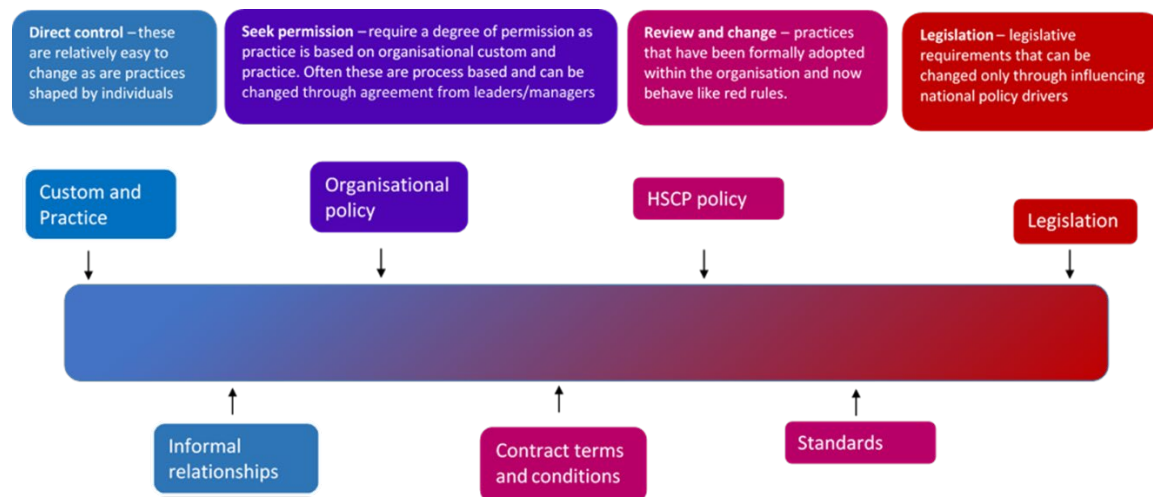 Direct control – these
are relatively easy to
change as are practices
shaped by individuals
Seek permission – require a degree of permission as
practice is based on organisational custom and
practice. Often these are process based and can be
changed through agreement from leaders/managers
Review and change – practices
that have been formally adopted
within the organisation and now
behave like red rules.
Legislation – legislative
requirements that can be
changed only through influencing
national policy drivers
Custom and
Practice
Organisational
policy
HSCP policy
Legislation
Informal
relationships
Contract terms
and conditions
Standards